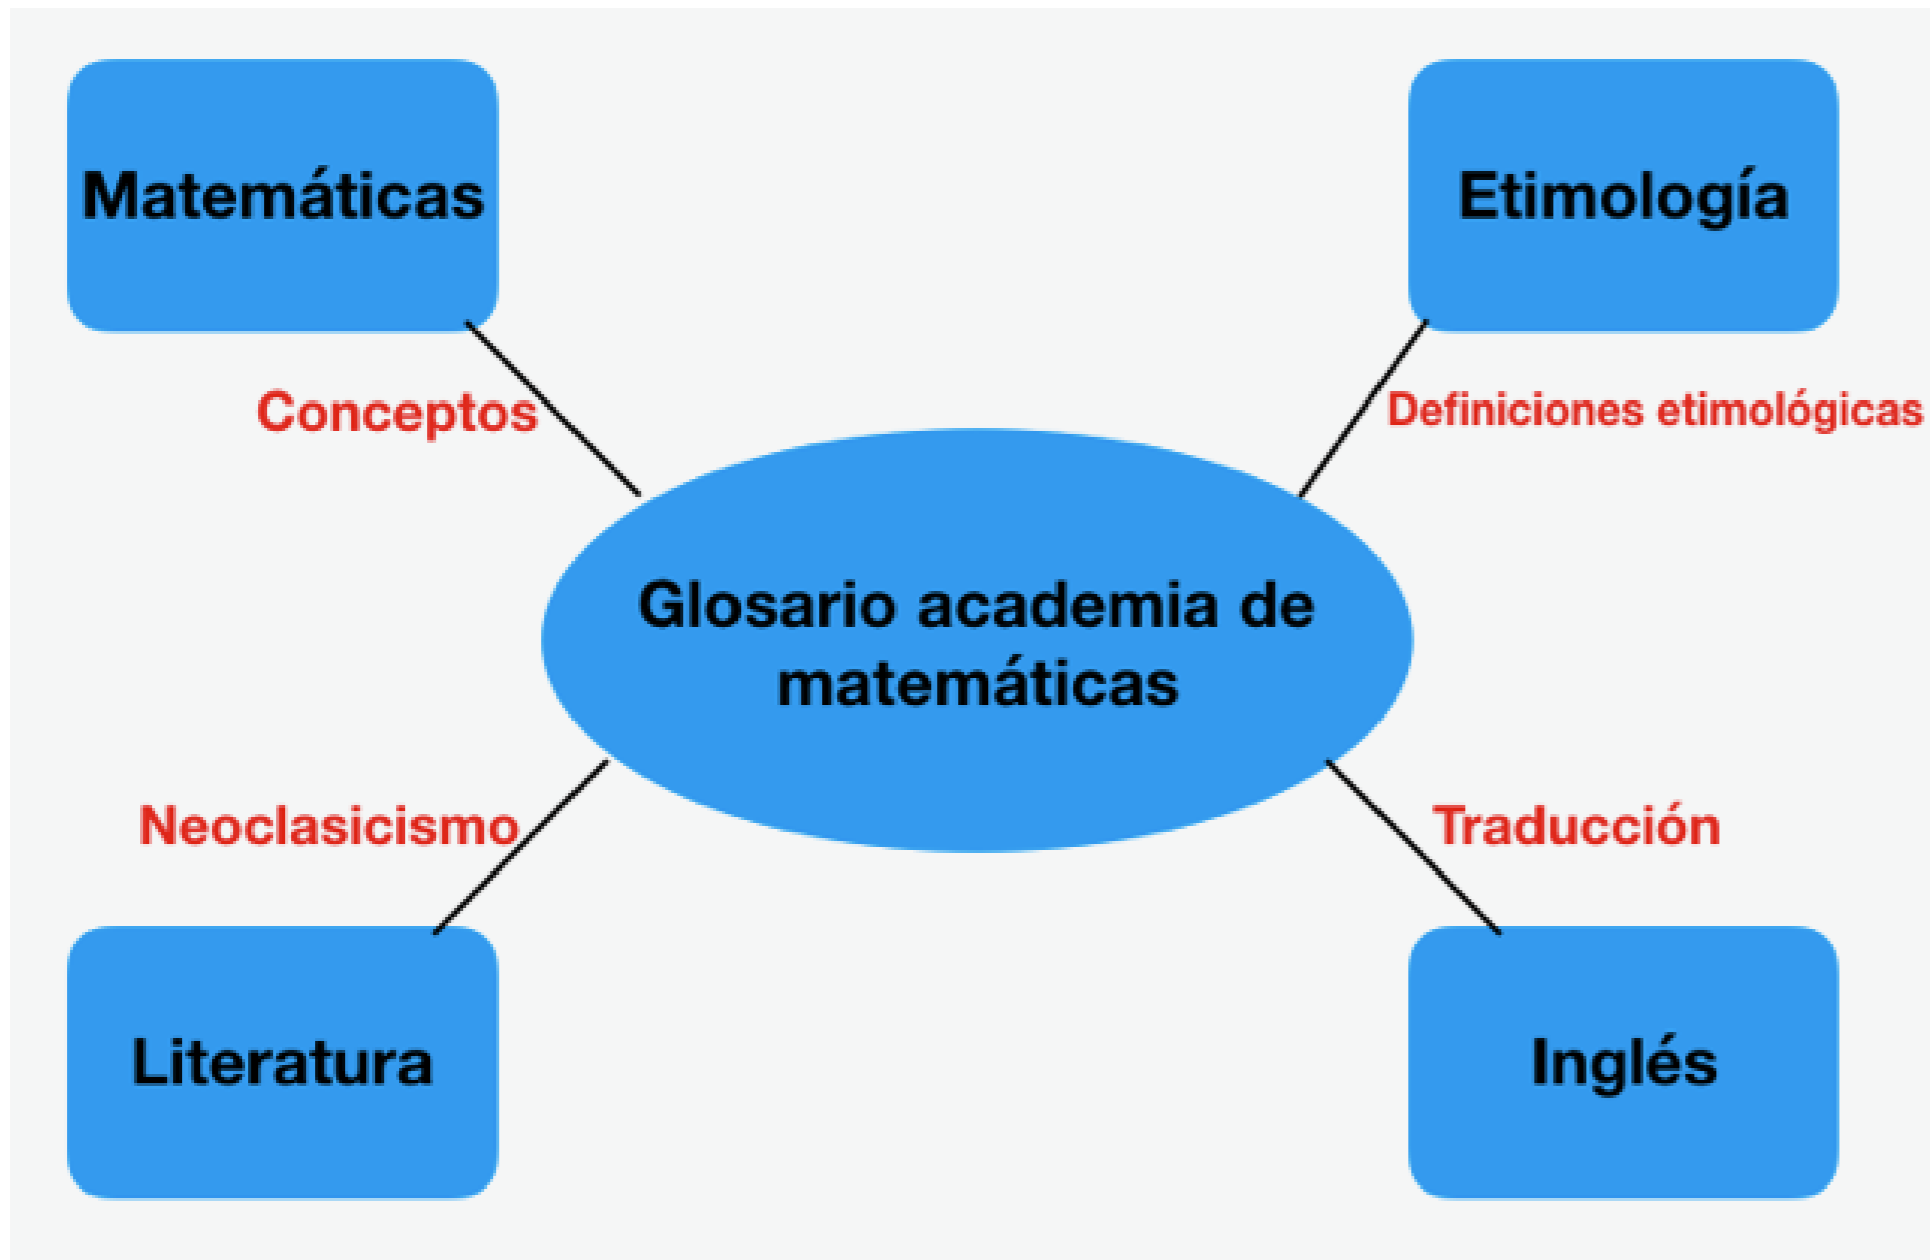 Matemáticas
Etimología
Conceptos
Definiciones etimológicas
Glosario academia de
matemáticas
Neoclasicismo
Traducción
Literatura
Inglés